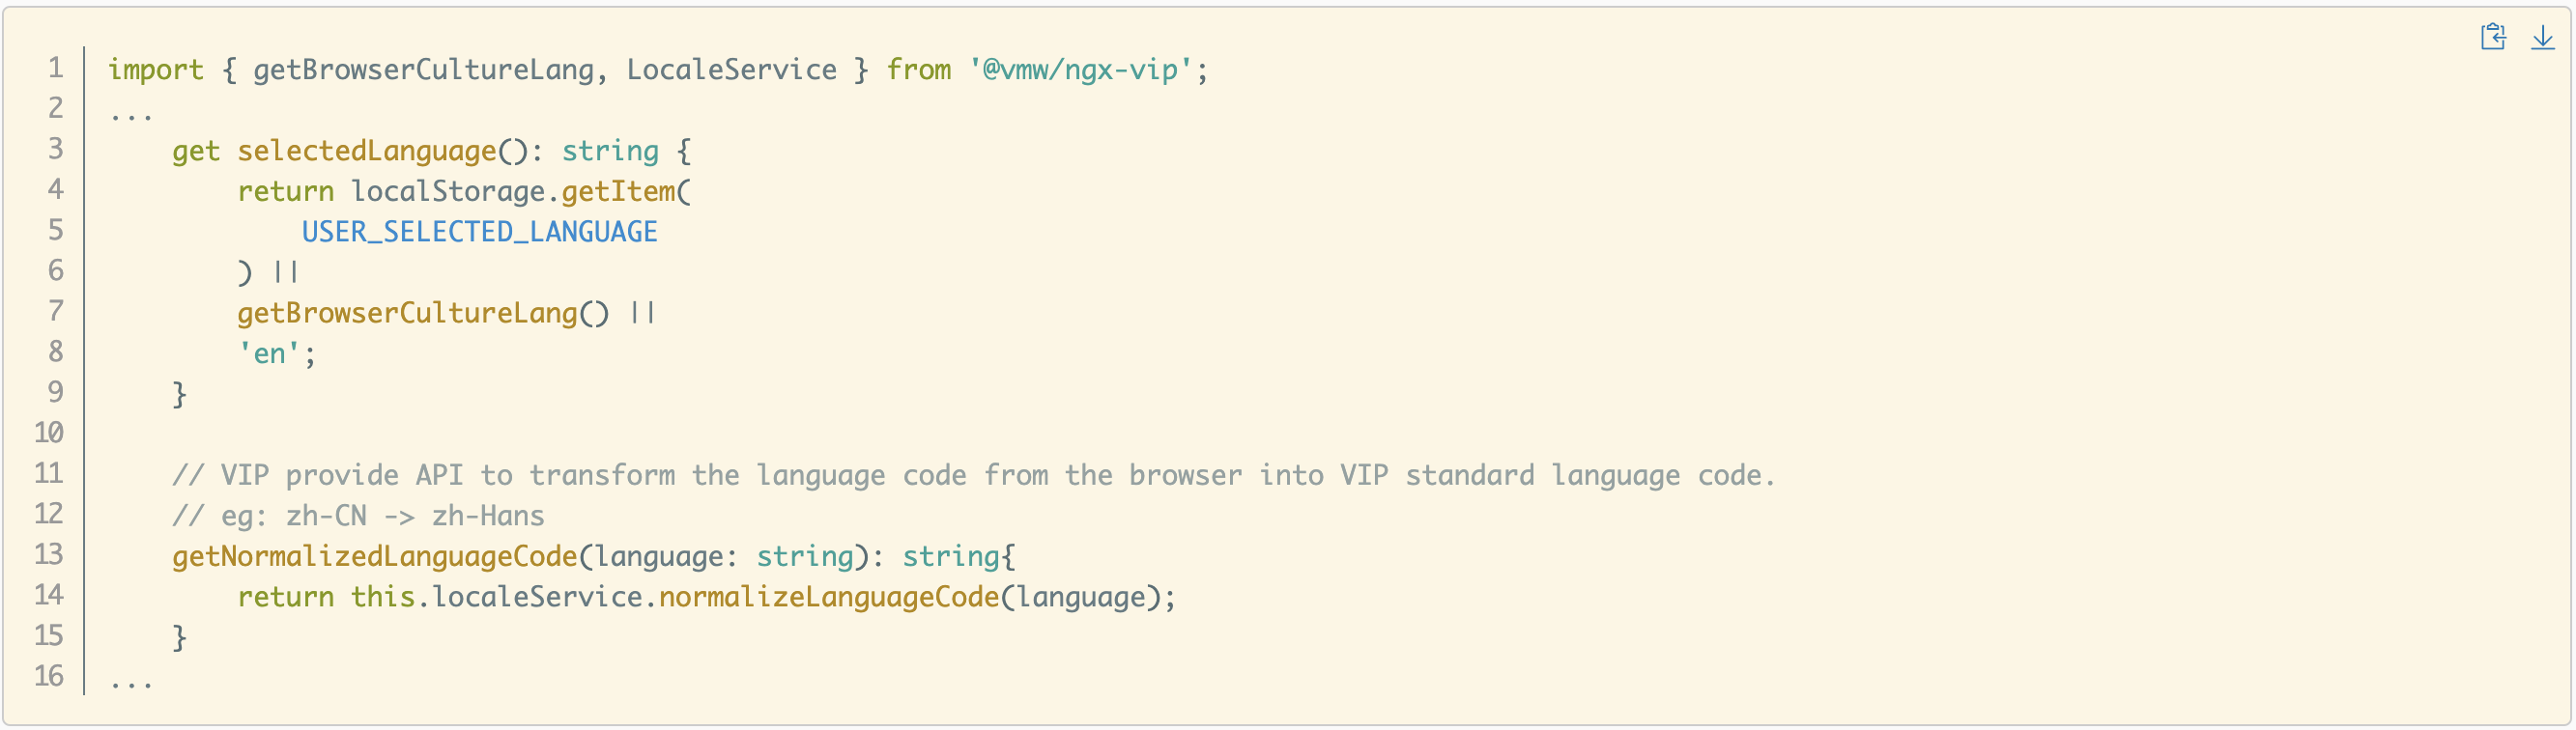 1 import { getBrowserCultureLang, LocaleService } from '@vmw/ngx-vip';
2 ...
3     get selectedLanguage(): string {
4         return localStorage.getItem(
5             USER_SELECTED_LANGUAGE
6         ) ||
7         getBrowserCultureLang() ||
8         'en';
9     }
10
11     // VIP provide API to transform the language code from the browser into VIP standard language code.
12     // eg: zh-CN -> zh-Hans
13     getNormalizedLanguageCode(language: string): string{
14         return this.localeService.normalizeLanguageCode(language);
15     }
16 ...